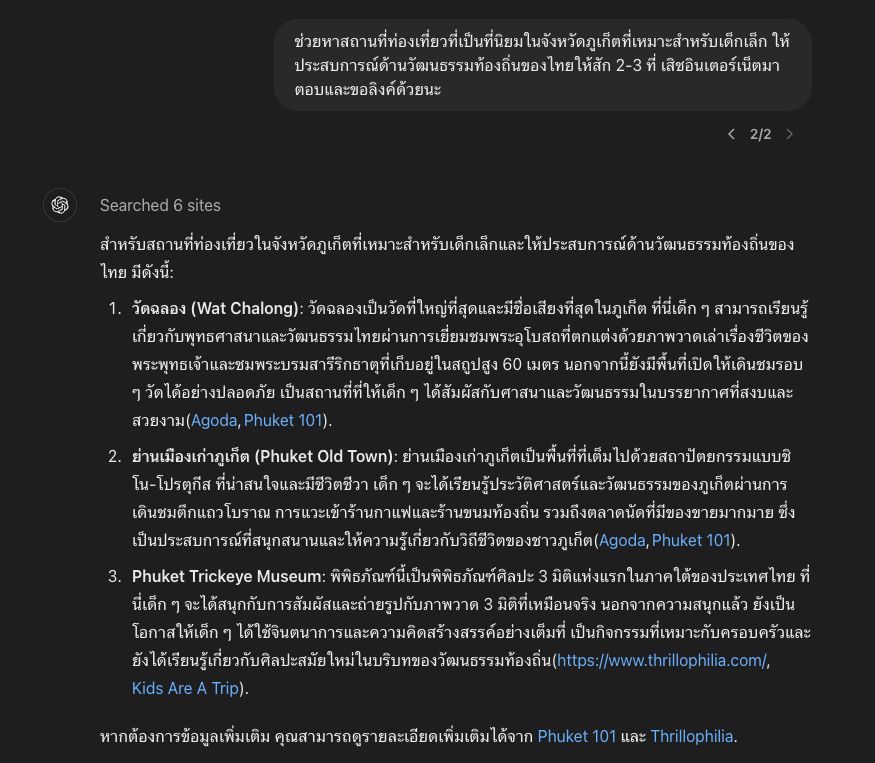 ช่วยหาสถานที่ท่องเที่ยวที่เป็นที่นิยมในจังหวัดภูเก็ตที่เหมาะสำหรับเด็กเล็ก ให้
ประสบการณ์ด้านวัฒนธรรมท้องถิ่นของไทยให้สัก 2-3 ที่ เสิชอินเตอร์เน็ตมา
ตอบและขอลิงค์ด้วยนะ
2/2
Searched 6 sites
สำหรับสถานที่ท่องเที่ยวในจังหวัดภูเก็ตที่เหมาะสำหรับเด็กเล็กและให้ประสบการณ์ด้านวัฒนธรรมท้องถิ่นของ
ไทย มีดังนี้:
1. วัดฉลอง (Wat Chalong): วัดฉลองเป็นวัดที่ใหญ่ที่สุดและมีชื่อเสียงที่สุดในภูเก็ต ที่นี่เด็ก ๆ สามารถเรียนรู้
เกี่ยวกับพุทธศาสนาและวัฒนธรรมไทยผ่านการเยี่ยมชมพระอุโบสถที่ตกแต่งด้วยภาพวาดเล่าเรื่องชีวิตของ
พระพุทธเจ้าและชมพระบรมสารีริกธาตุที่เก็บอยู่ในสถูปสูง 60 เมตร นอกจากนี้ยังมีพื้นที่เปิดให้เดินชมรอบ
ๆ วัดได้อย่างปลอดภัย เป็นสถานที่ที่ให้เด็ก ๆ ได้สัมผัสกับศาสนาและวัฒนธรรมในบรรยากาศที่สงบและ
สวยงาม(Agoda, Phuket 101).
2. ย่านเมืองเก่าภูเก็ต (Phuket Old Town): ย่านเมืองเก่าภูเก็ตเป็นพื้นที่ที่เต็มไปด้วยสถาปัตยกรรมแบบชิ
โน-โปรตุกีส ที่น่าสนใจและมีชีวิตชีวา เด็ก ๆ จะได้เรียนรู้ประวัติศาสตร์และวัฒนธรรมของภูเก็ตผ่านการ
เดินชมตึกแถวโบราณ การแวะเข้าร้านกาแฟและร้านขนมท้องถิ่น รวมถึงตลาดนัดที่มีของขายมากมาย ซึ่ง
เป็นประสบการณ์ที่สนุกสนานและให้ความรู้เกี่ยวกับวิถีชีวิตของชาวภูเก็ต(Agoda, Phuket 101).
3. Phuket Trickeye Museum: พิพิธภัณฑ์นี้เป็นพิพิธภัณฑ์ศิลปะ 3 มิติแห่งแรกในภาคใต้ของประเทศไทย ที่
นี่เด็ก ๆ จะได้สนุกกับการสัมผัสและถ่ายรูปกับภาพวาด 3 มิติที่เหมือนจริง นอกจากความสนุกแล้ว ยังเป็น
โอกาสให้เด็ก ๆ ได้ใช้จินตนาการและความคิดสร้างสรรค์อย่างเต็มที่ เป็นกิจกรรมที่เหมาะกับครอบครัวและ
ยังได้เรียนรู้เกี่ยวกับศิลปะสมัยใหม่ในบริบทของวัฒนธรรมท้องถิ่น(https://www.thrillophilia.com/,
Kids Are A Trip).
หากต้องการข้อมูลเพิ่มเติม คุณสามารถดูรายละเอียดเพิ่มเติมได้จาก Phuket 101 และ Thrillophilia.